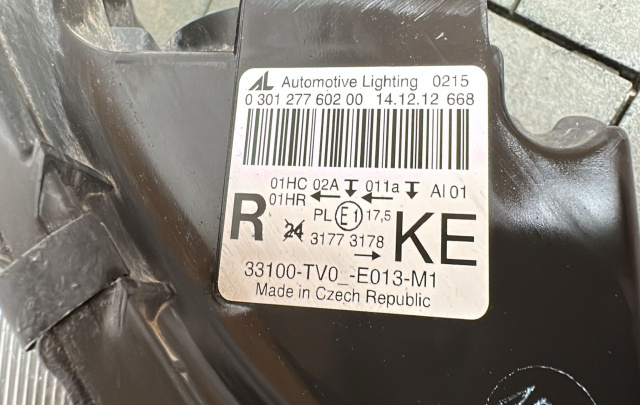 AL Automotive Lighting 0215
0 301 277 602 00 14.12.12 668
01HC 02A 011a AI 01
01HR
PL E1 17,5
R 24 3177 3178 KE
33100-TV0_-E013-M1
Made in Czech Republic